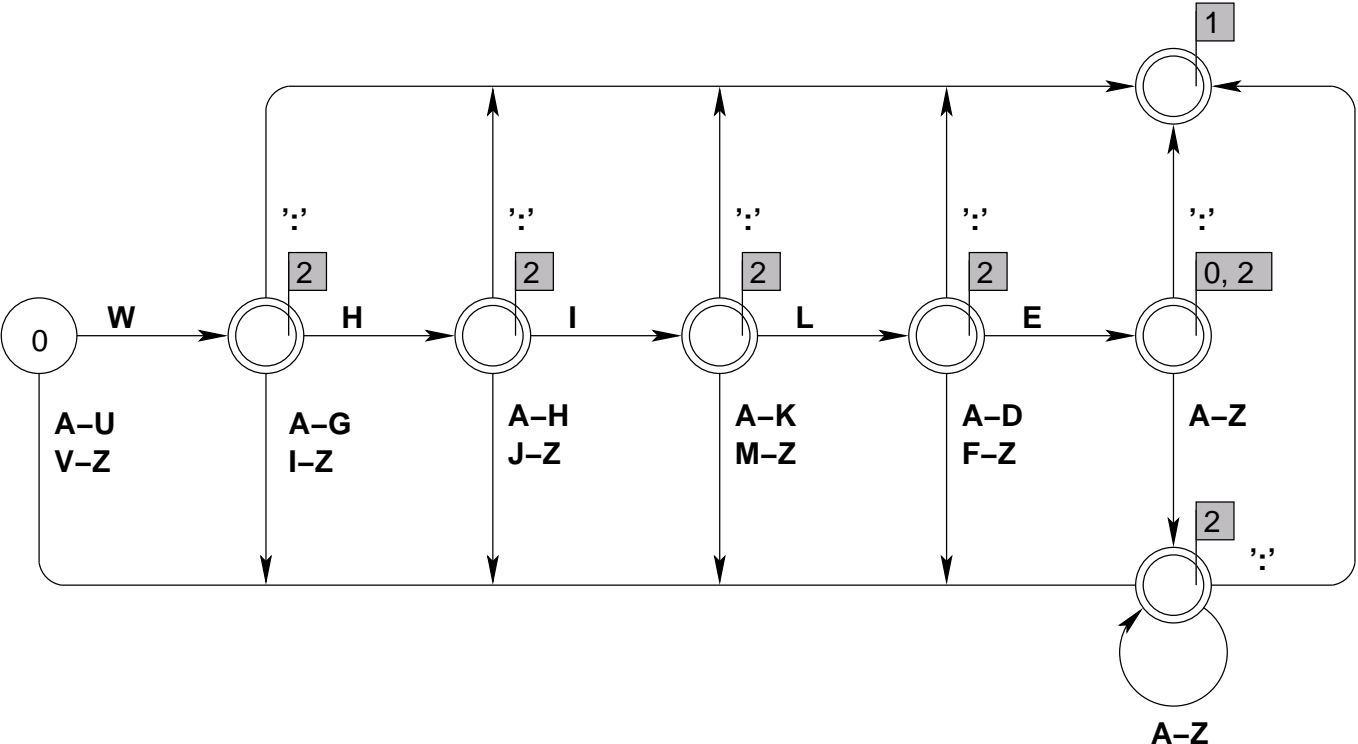 1
’:’ ’:’ ’:’ ’:’ ’:’
2 2 2 2 0, 2
0 W H I L E
A–U A–G A–H A–K A–D A–Z
V–Z I–Z J–Z M–Z F–Z
2
’:’
A–Z